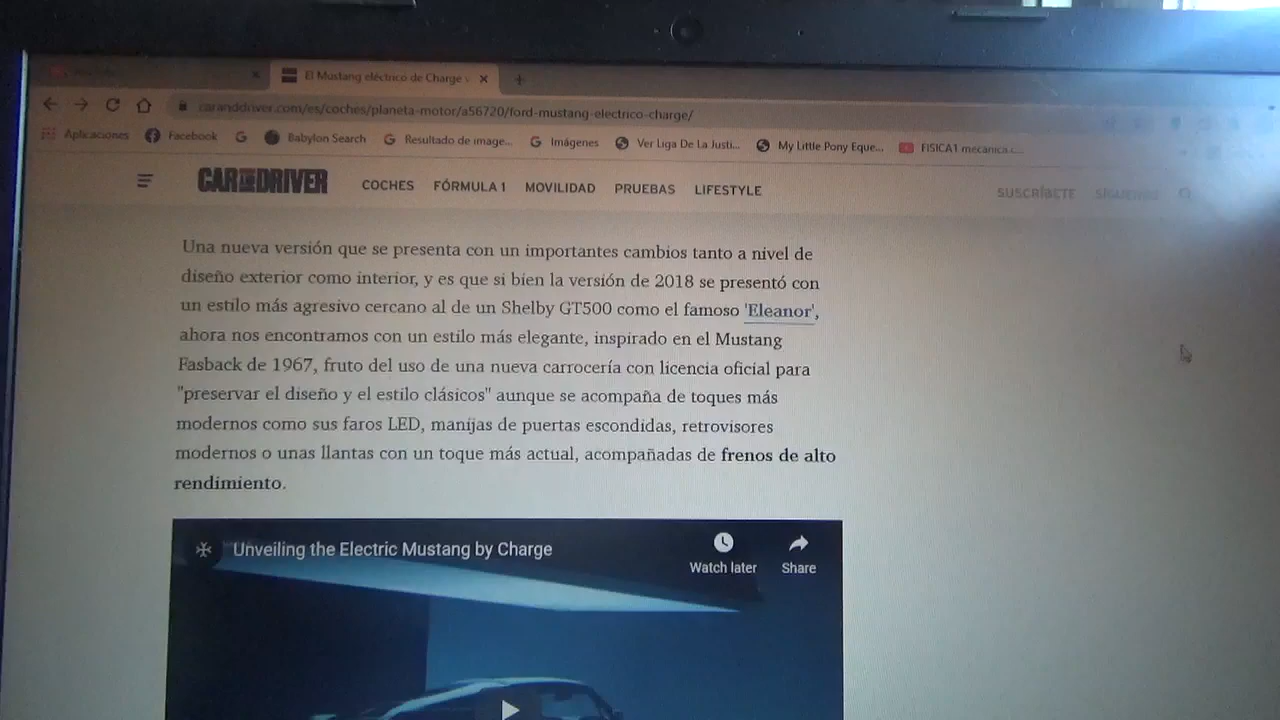 El Mustang eléctrico de Charge
caranddriver.com/es/coches/planeta-motor/a56720/ford-mustang-electrico-charge/
Aplicaciones Facebook Babylon Search Resultado de image... Imágenes Ver Liga De La Justi... My Little Pony Eque... FISICA1 mecanica c...
CAR AND DRIVER COCHES FÓRMULA 1 MOVILIDAD PRUEBAS LIFESTYLE SUSCRÍBETE SÍGUENOS
Una nueva versión que se presenta con un importantes cambios tanto a nivel de
diseño exterior como interior, y es que si bien la versión de 2018 se presentó con
un estilo más agresivo cercano al de un Shelby GT500 como el famoso 'Eleanor',
ahora nos encontramos con un estilo más elegante, inspirado en el Mustang
Fasback de 1967, fruto del uso de una nueva carrocería con licencia oficial para
"preservar el diseño y el estilo clásicos" aunque se acompaña de toques más
modernos como sus faros LED, manijas de puertas escondidas, retrovisores
modernos o unas llantas con un toque más actual, acompañadas de frenos de alto
rendimiento.
Unveiling the Electric Mustang by Charge
Watch later Share